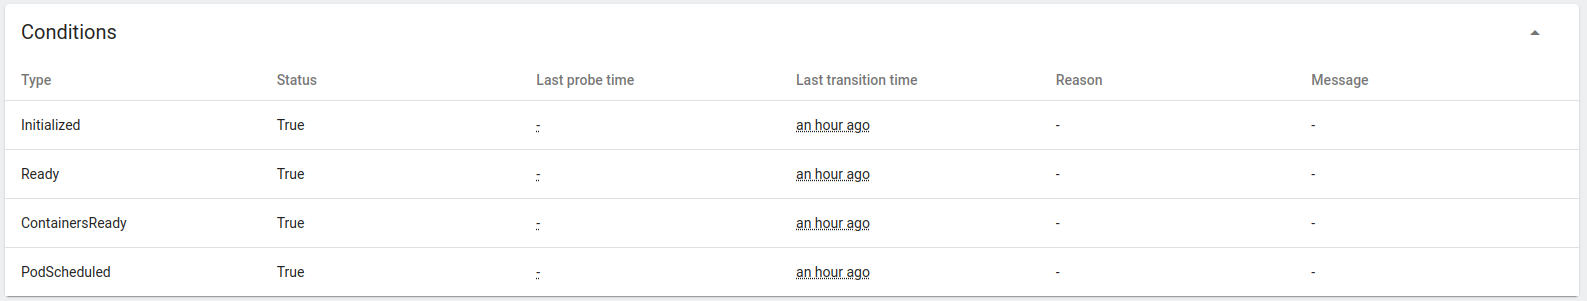 Conditions
Type Status Last probe time Last transition time Reason Message
Initialized True - an hour ago - -
Ready True - an hour ago - -
ContainersReady True - an hour ago - -
PodScheduled True - an hour ago - -